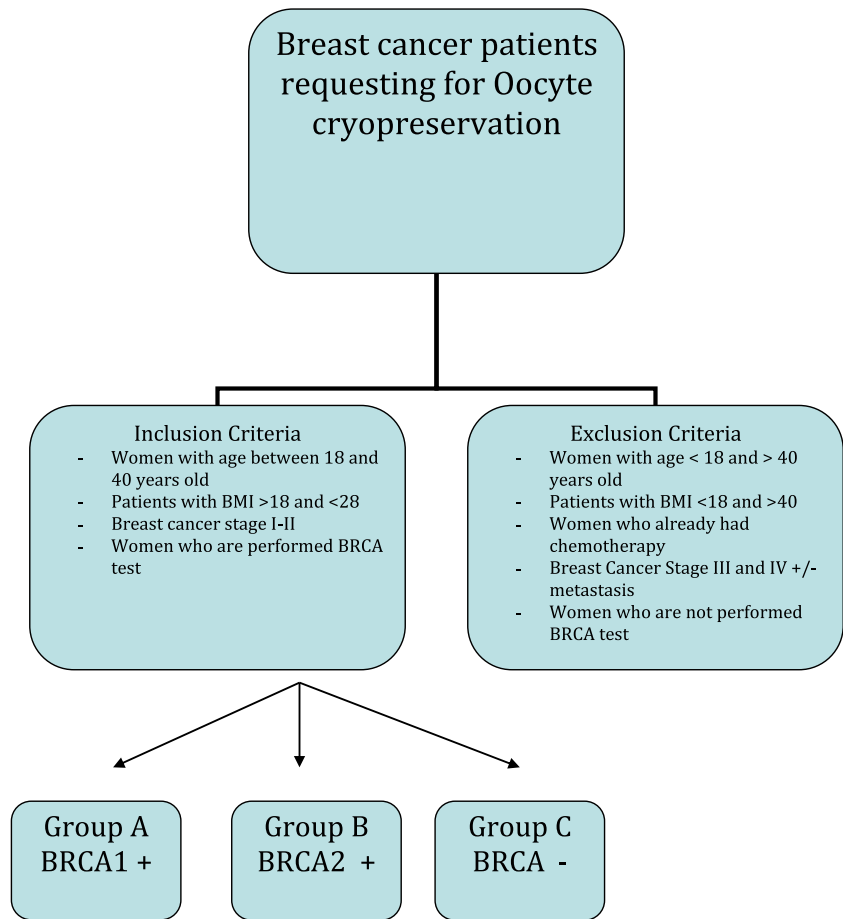 Breast cancer patients
requesting for Oocyte
cryopreservation
Inclusion Criteria
- Women with age between 18 and
40 years old
- Patients with BMI >18 and <28
- Breast cancer stage I-II
- Women who are performed BRCA
test
Exclusion Criteria
- Women with age < 18 and > 40
years old
- Patients with BMI <18 and >40
- Women who already had
chemotherapy
- Breast Cancer Stage III and IV +/-
metastasis
- Women who are not performed
BRCA test
Group A
BRCA1 +
Group B
BRCA2 +
Group C
BRCA -